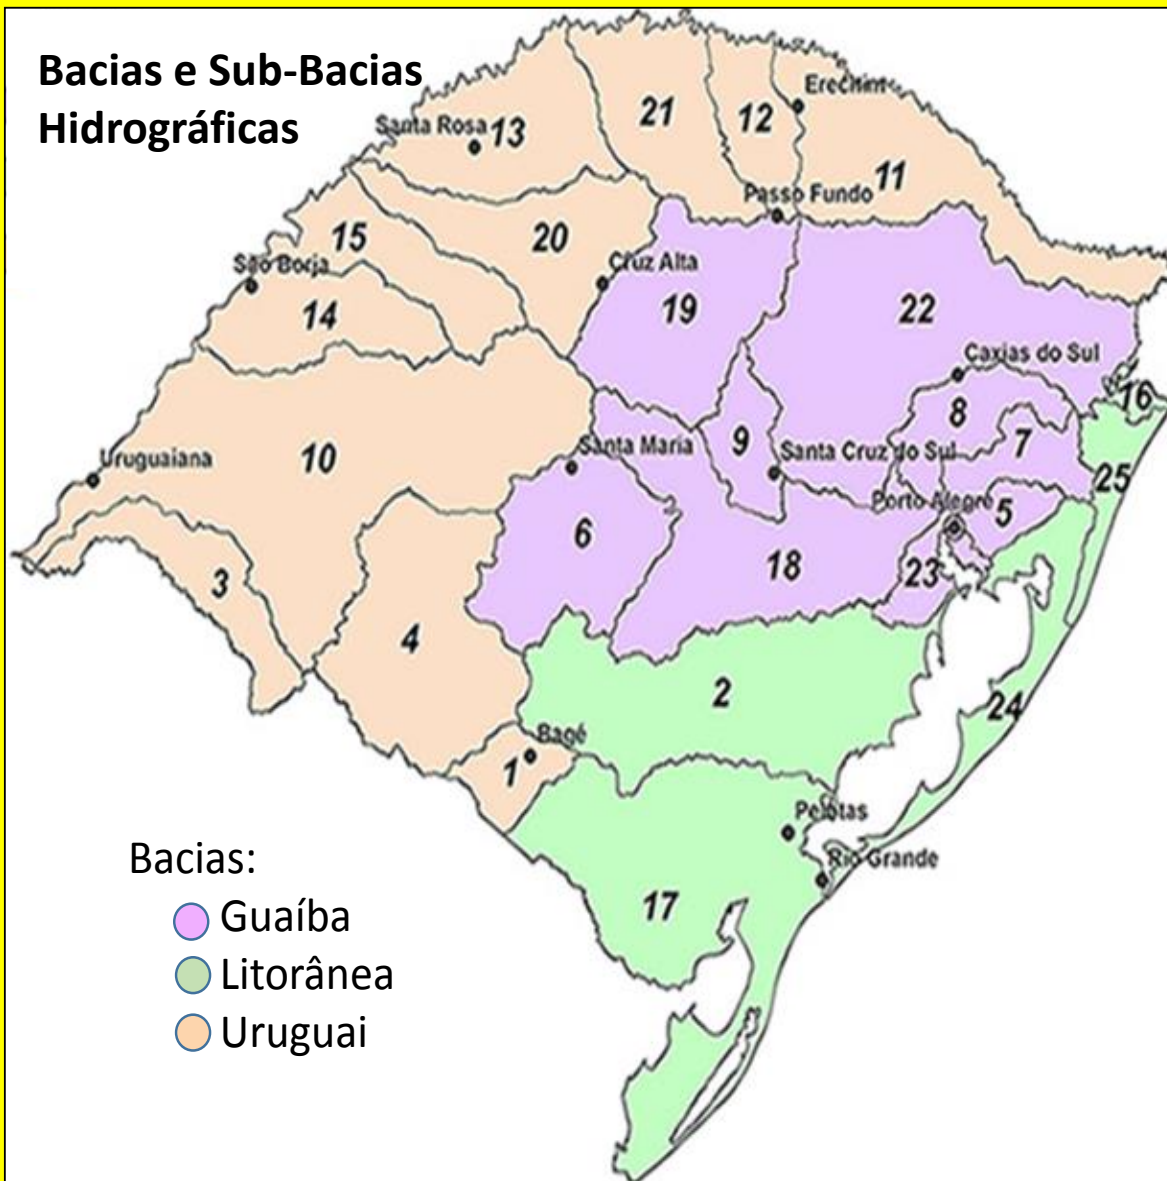 Bacias e Sub-Bacias
Hidrográficas
Erechim
21
12
Santa Rosa 13
11
Passo Fundo
15
20
São Borja
Cruz Alta
14
19
22
Caxias do Sul
16
8
Uruguaiana
10
Santa Maria
9
Santa Cruz do Sul
7
25
Porto Alegre
5
6
3
18
23
4
2
24
Bagé
1
Pelotas
Rio Grande
17
Bacias:
Guaíba
Litorânea
Uruguai